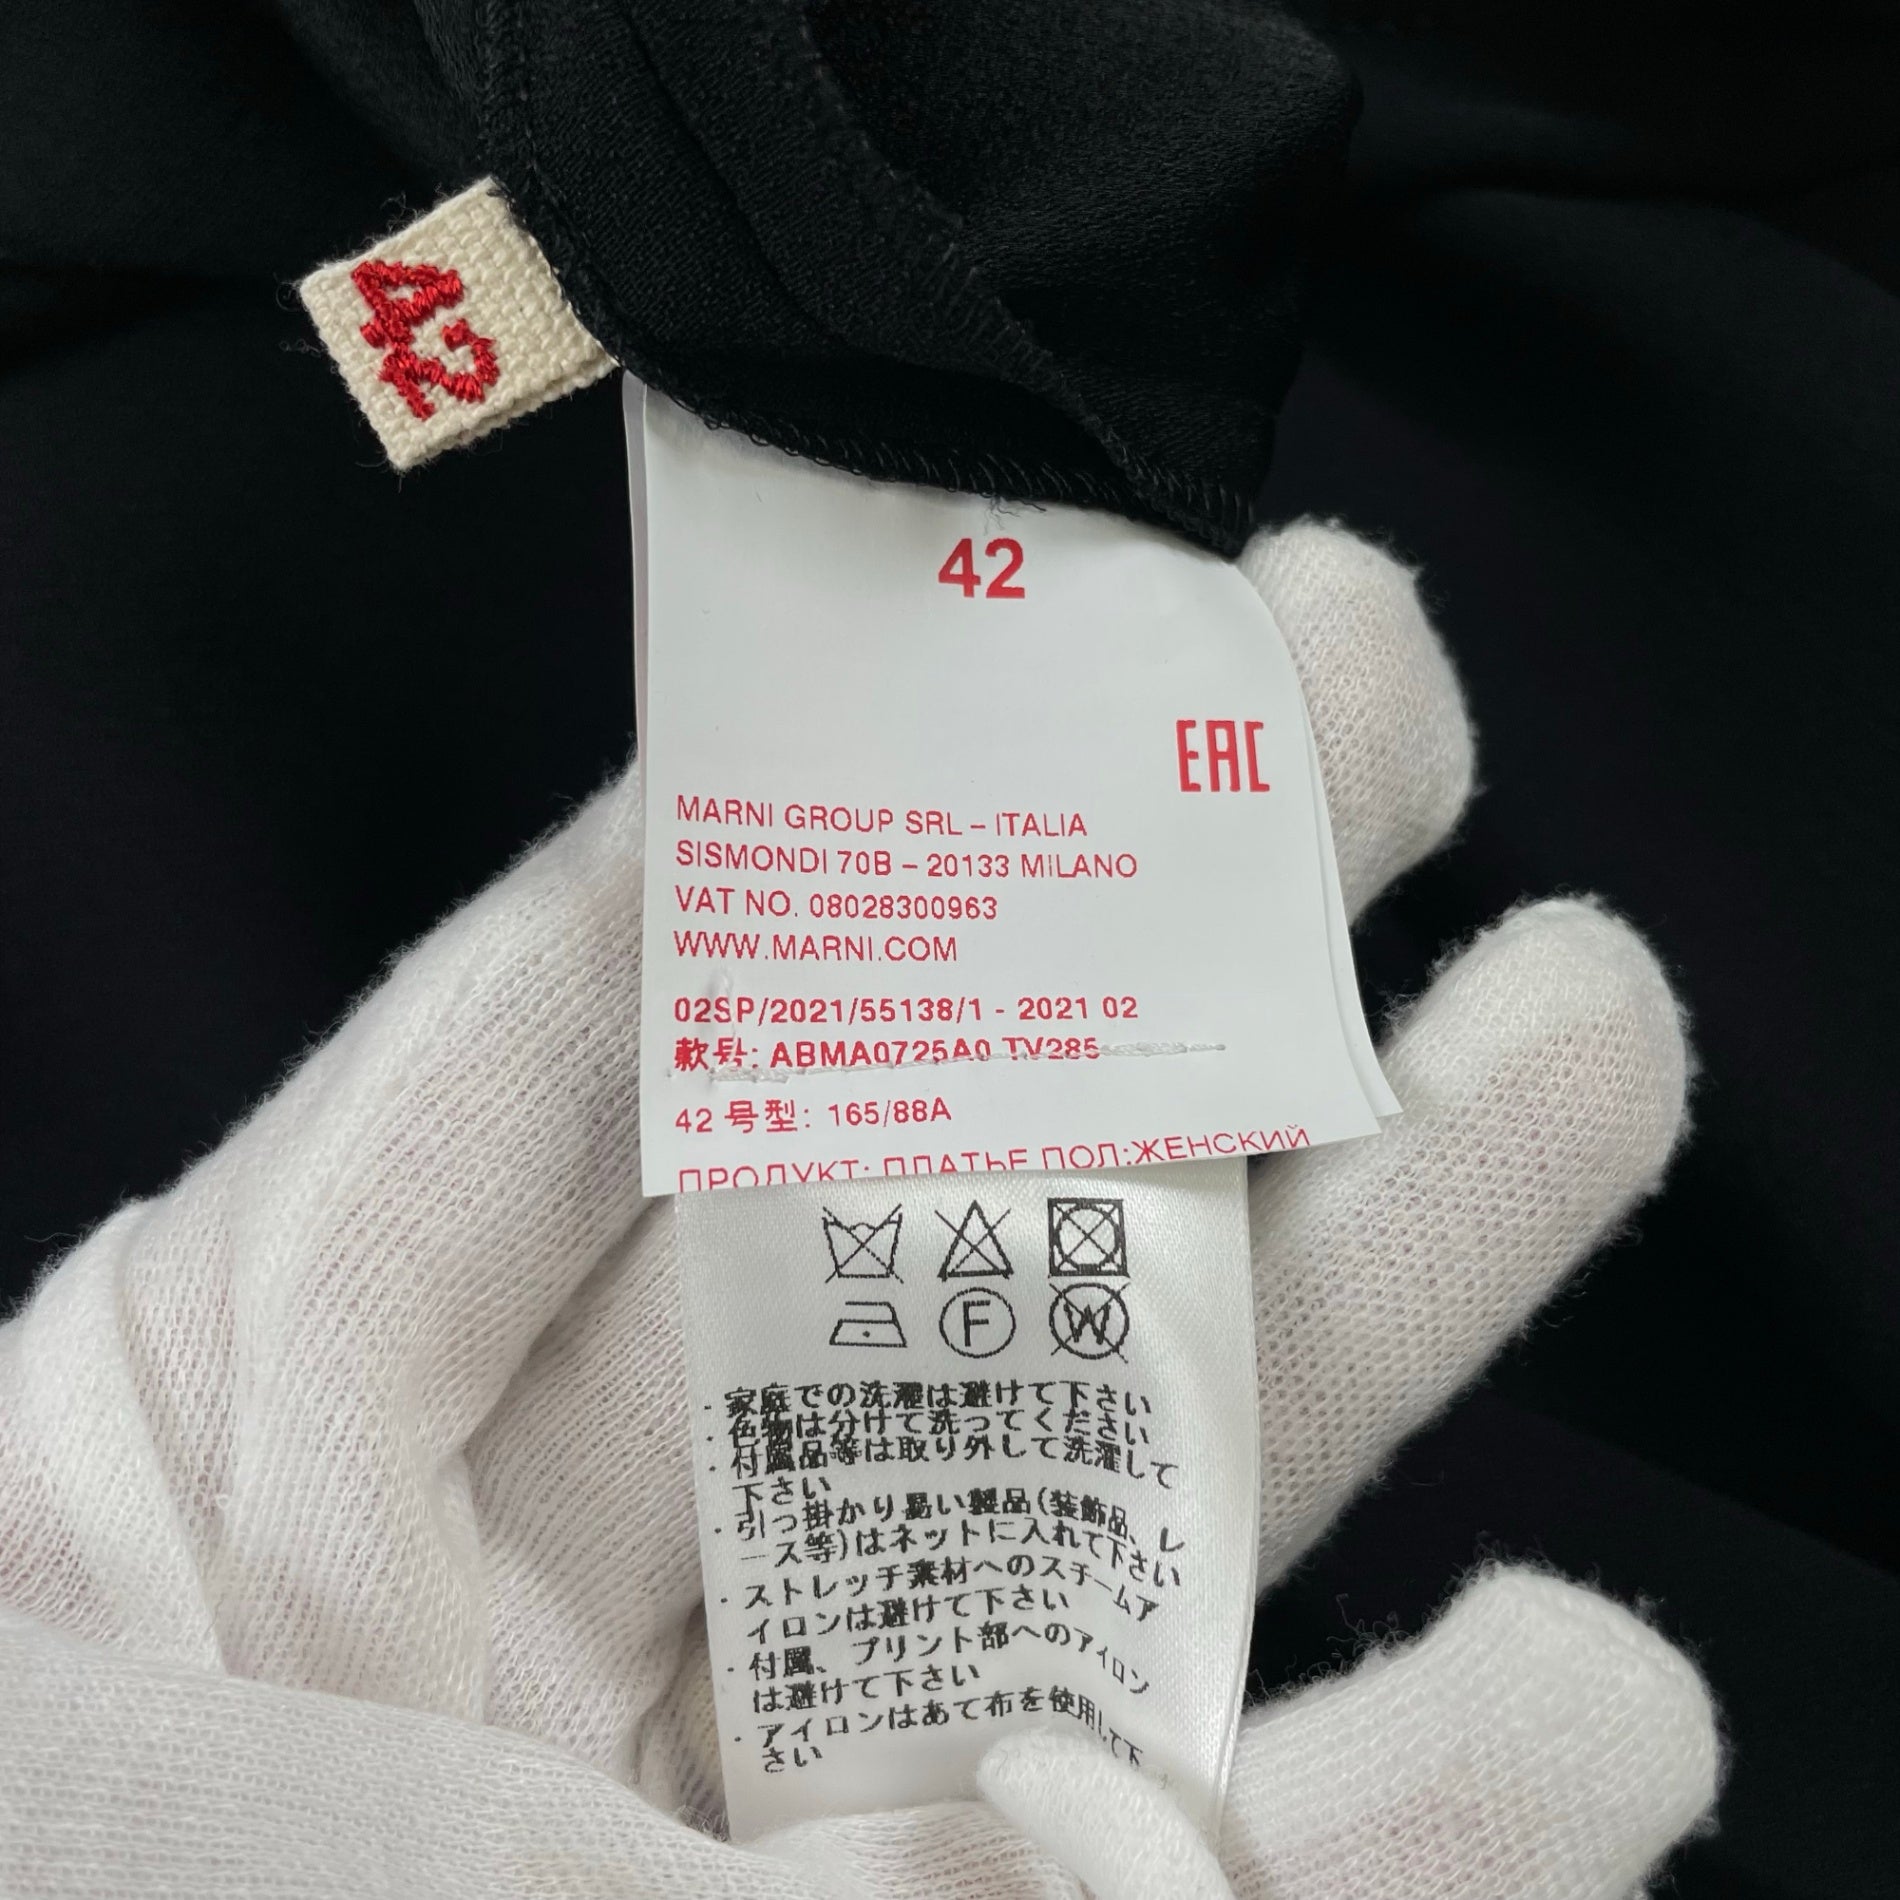 42
42
EAC
MARNI GROUP SRL – ITALIA
SISMONDI 70B – 20133 MILANO
VAT NO. 08028300963
WWW.MARNI.COM
02SP/2021/55138/1 - 2021 02
款号: ABMA0725A0 TV285
42 号型: 165/88A
ПРОДУКТ: ПЛАТЬЕ ПОЛ:ЖЕНСКИЙ
F
W
・家庭での洗濯は避けて下さい
・色物は分けて洗ってください
・付属品等は取り外して洗濯して
下さい
・引っ掛かり易い製品(装飾品、レ
ース等)はネットに入れて下さい
・ストレッチ素材へのスチームア
イロンは避けて下さい
・付属、プリント部へのアイロン
は避けて下さい
・アイロンはあて布を使用して下
さい